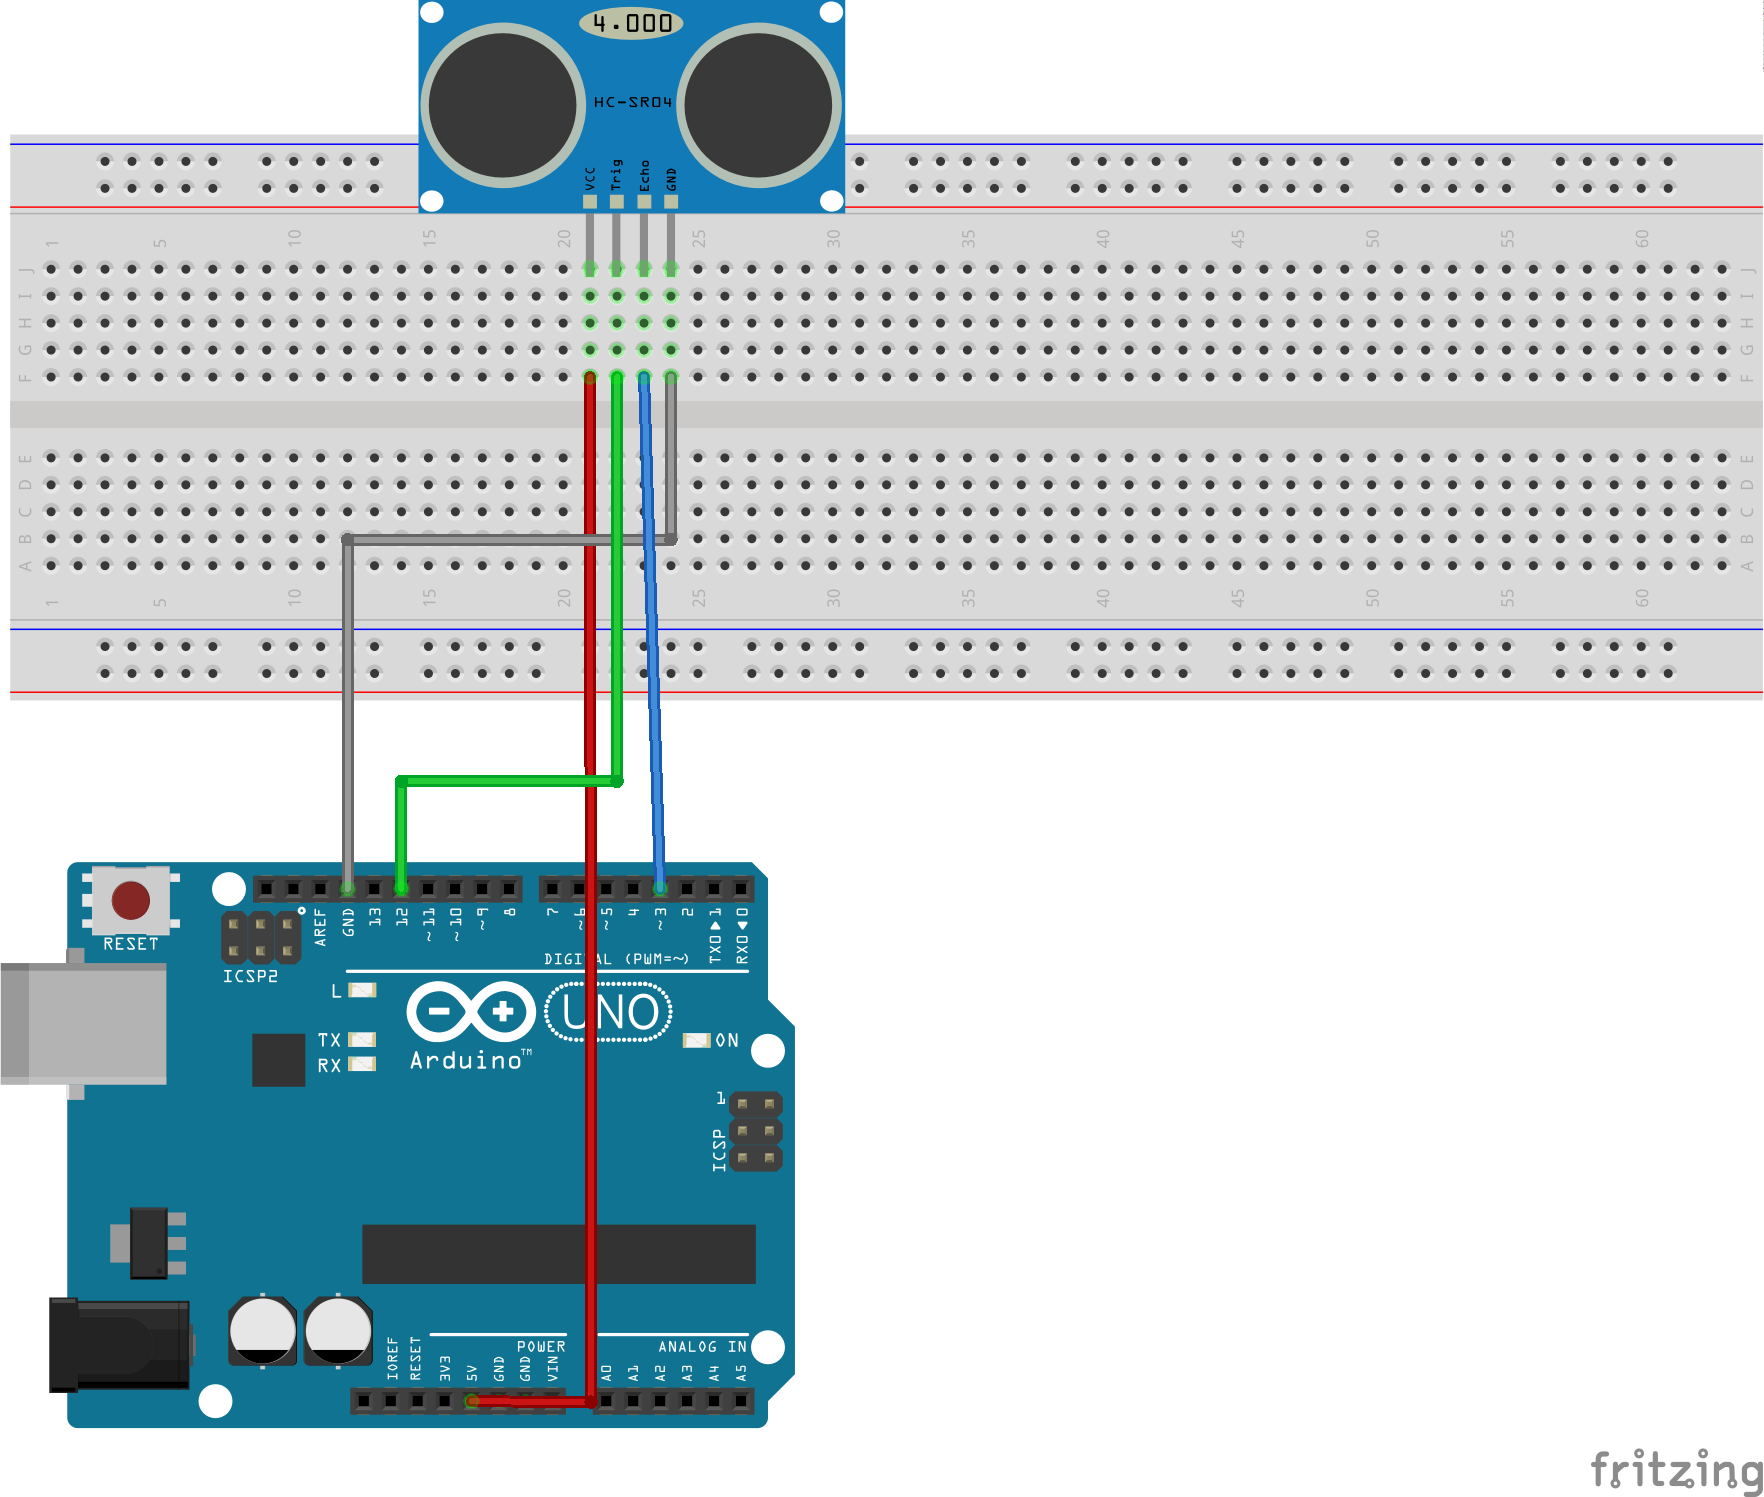 4.000
HC-SR04
VCC Trig Echo GND
1 5 10 15 20 25 30 35 40 45 50 55 60
J J
I I
H H
G G
F F
E E
D D
C C
B B
A A
1 5 10 15 20 25 30 35 40 45 50 55 60
RESET
ICSP2
AREF GND 13 12 ~11 ~10 ~9 8 7 ~6 ~5 4 ~3 2 TX0▶1 RX0◀0
DIGITAL (PWM=~)
L
TX
RX
Arduino™
UNO
ON
1
ICSP
POWER
ANALOG IN
IOREF RESET 3V3 5V GND GND VIN A0 A1 A2 A3 A4 A5
fritzing